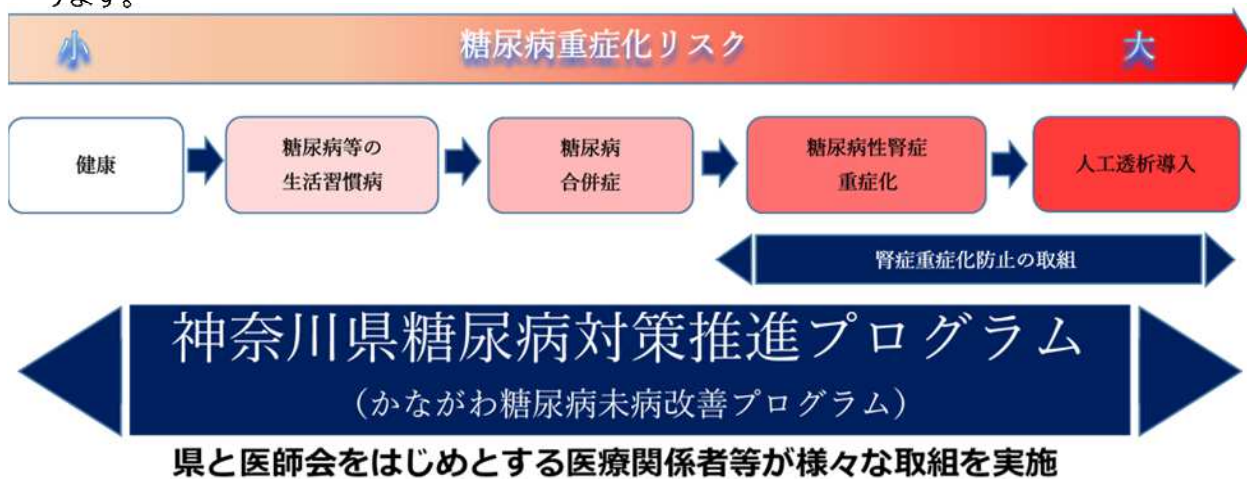 ります。
小 糖尿病重症化リスク 大
健康
糖尿病等の
生活習慣病
糖尿病
合併症
糖尿病性腎症
重症化
人工透析導入
腎症重症化防止の取組
神奈川県糖尿病対策推進プログラム
（かながわ糖尿病未病改善プログラム）
県と医師会をはじめとする医療関係者等が様々な取組を実施